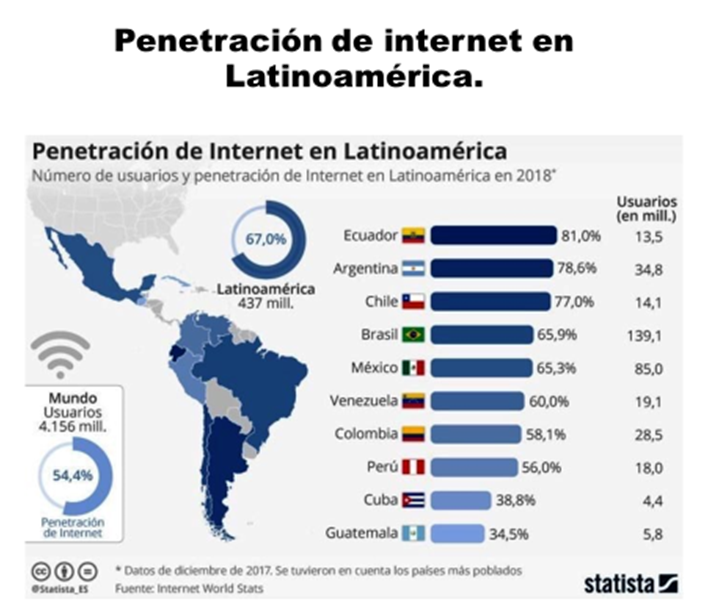 Penetración de internet en
Latinoamérica.
Penetración de Internet en Latinoamérica
Número de usuarios y penetración de Internet en Latinoamérica en 2018*
Usuarios
(en mill.)
67,0%
Latinoamérica
437 mill.
Ecuador 81,0% 13,5
Argentina 78,6% 34,8
Chile 77,0% 14,1
Brasil 65,9% 139,1
México 65,3% 85,0
Venezuela 60,0% 19,1
Colombia 58,1% 28,5
Perú 56,0% 18,0
Cuba 38,8% 4,4
Guatemala 34,5% 5,8
Mundo
Usuarios
4.156 mill.
54,4%
Penetración
de Internet
cc
@Statista_ES
* Datos de diciembre de 2017. Se tuvieron en cuenta los países más poblados
Fuente: Internet World Stats
statista